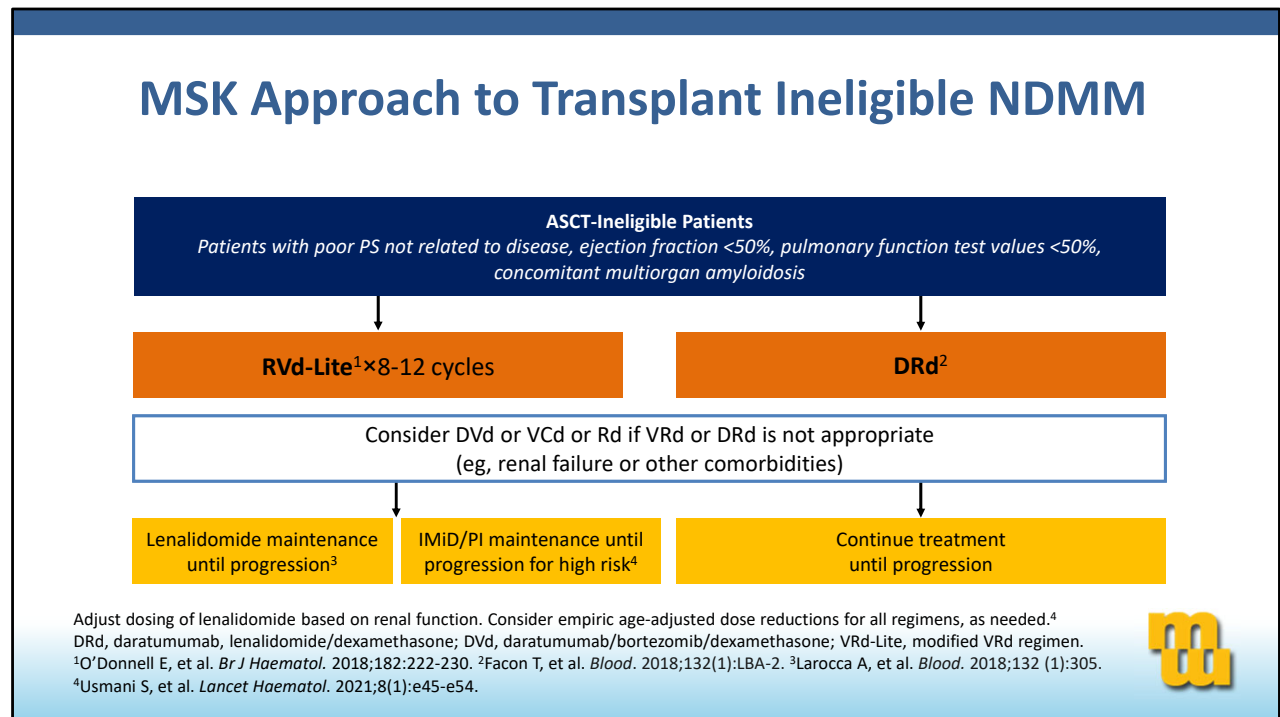 MSK Approach to Transplant Ineligible NDMM
ASCT-Ineligible Patients
Patients with poor PS not related to disease, ejection fraction <50%, pulmonary function test values <50%,
concomitant multiorgan amyloidosis
RVd-Lite¹×8-12 cycles
DRd²
Consider DVd or VCd or Rd if VRd or DRd is not appropriate
(eg, renal failure or other comorbidities)
Lenalidomide maintenance
until progression³
IMiD/PI maintenance until
progression for high risk⁴
Continue treatment
until progression
Adjust dosing of lenalidomide based on renal function. Consider empiric age-adjusted dose reductions for all regimens, as needed.⁴
DRd, daratumumab, lenalidomide/dexamethasone; DVd, daratumumab/bortezomib/dexamethasone; VRd-Lite, modified VRd regimen.
¹O’Donnell E, et al. Br J Haematol. 2018;182:222-230. ²Facon T, et al. Blood. 2018;132(1):LBA-2. ³Larocca A, et al. Blood. 2018;132 (1):305.
⁴Usmani S, et al. Lancet Haematol. 2021;8(1):e45-e54.